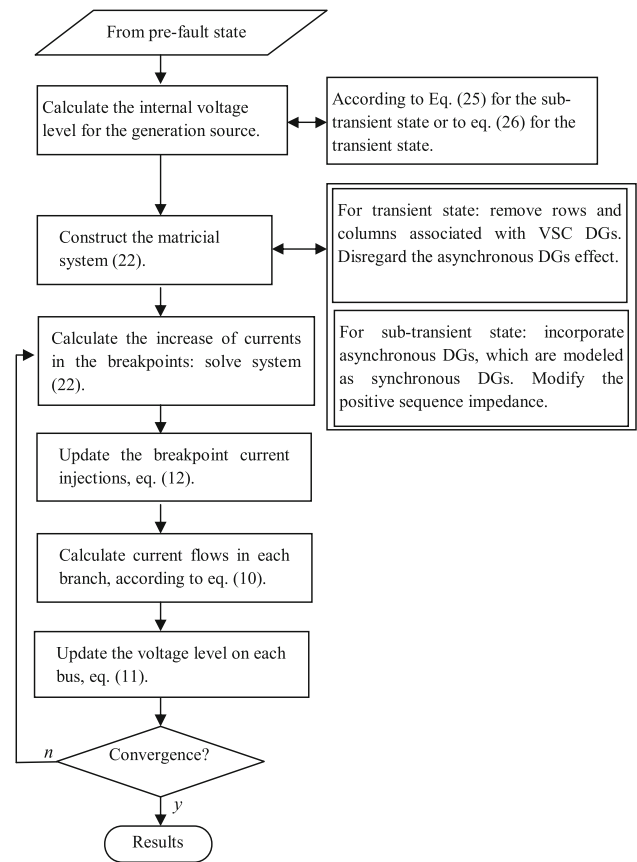 From pre-fault state
Calculate the internal voltage
level for the generation source.
According to Eq. (25) for the sub-
transient state or to eq. (26) for the
transient state.
Construct the matricial
system (22).
For transient state: remove rows and
columns associated with VSC DGs.
Disregard the asynchronous DGs effect.
For sub-transient state: incorporate
asynchronous DGs, which are modeled
as synchronous DGs. Modify the
positive sequence impedance.
Calculate the increase of currents
in the breakpoints: solve system
(22).
Update the breakpoint current
injections, eq. (12).
Calculate current flows in each
branch, according to eq. (10).
Update the voltage level on each
bus, eq. (11).
n
Convergence?
y
Results